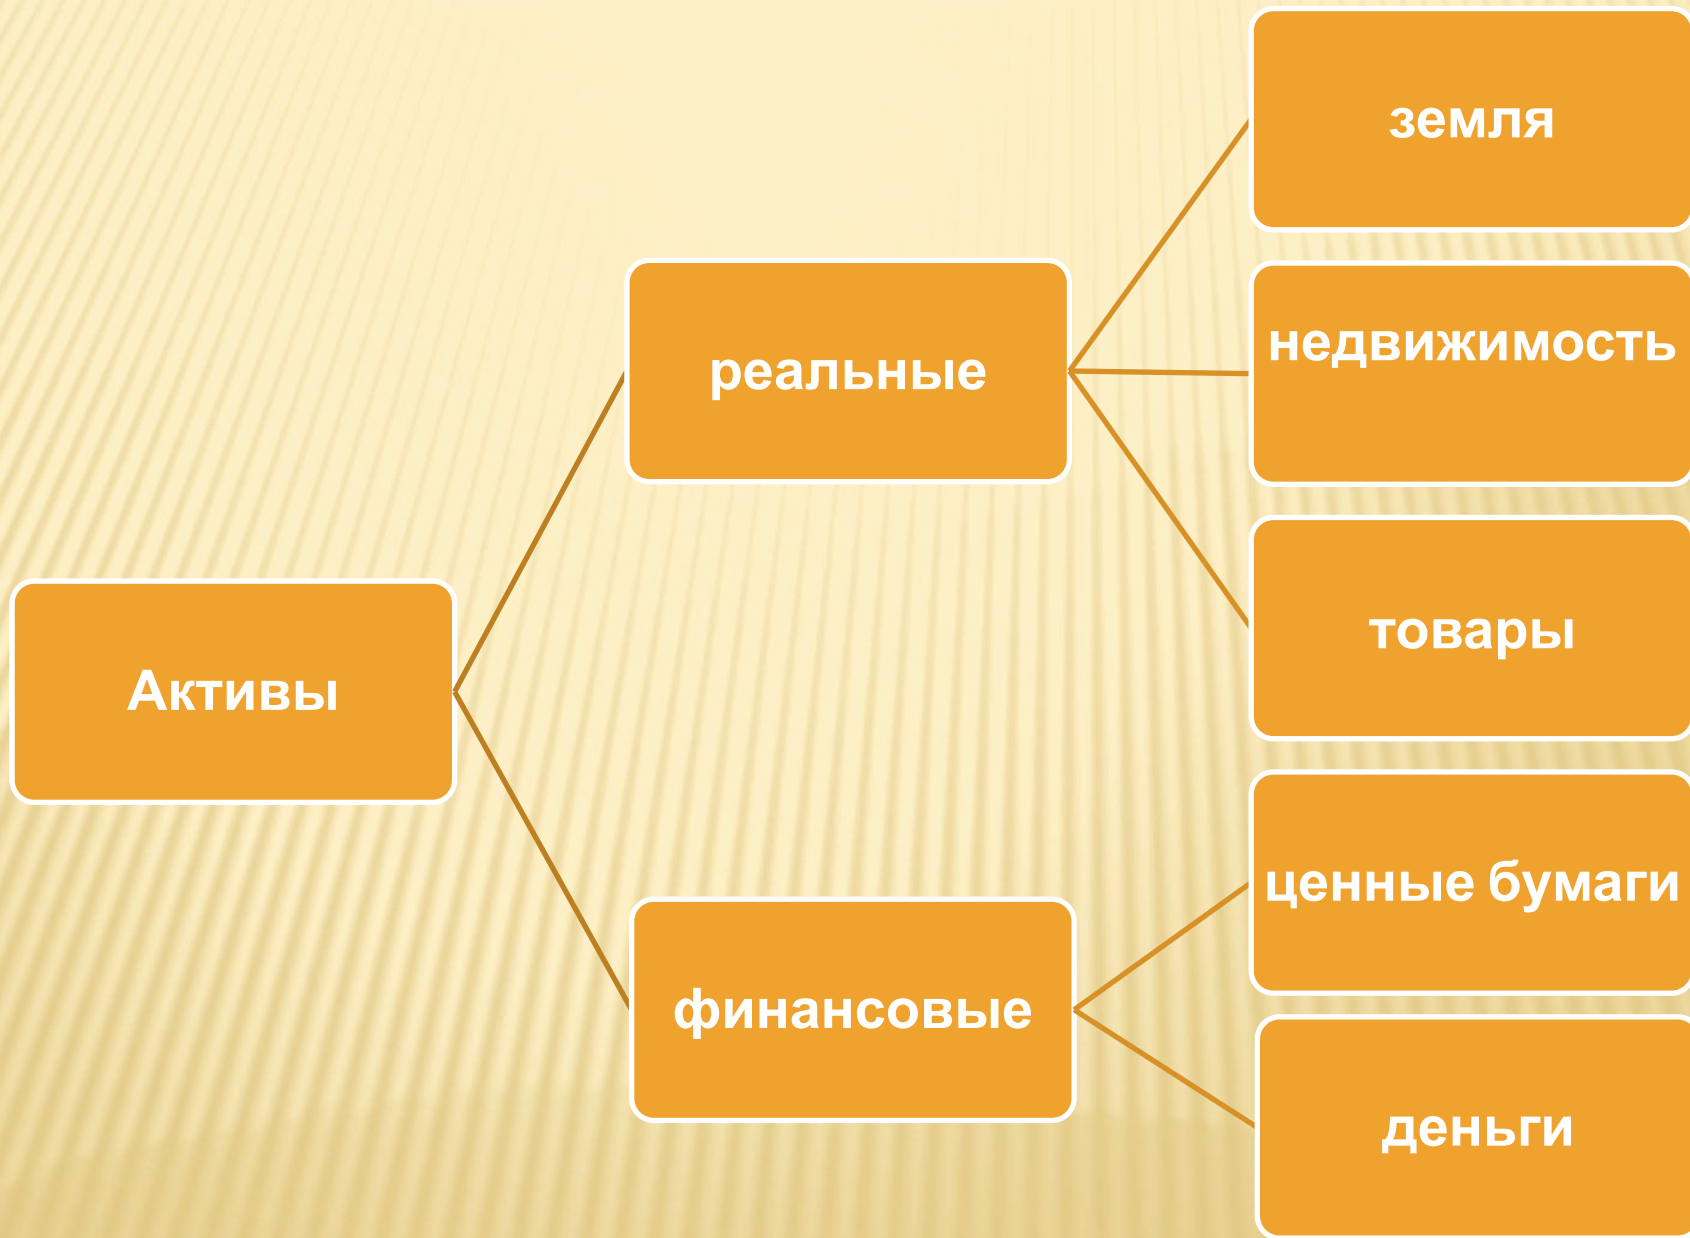 Активы
реальные
земля
недвижимость
товары
финансовые
ценные бумаги
деньги